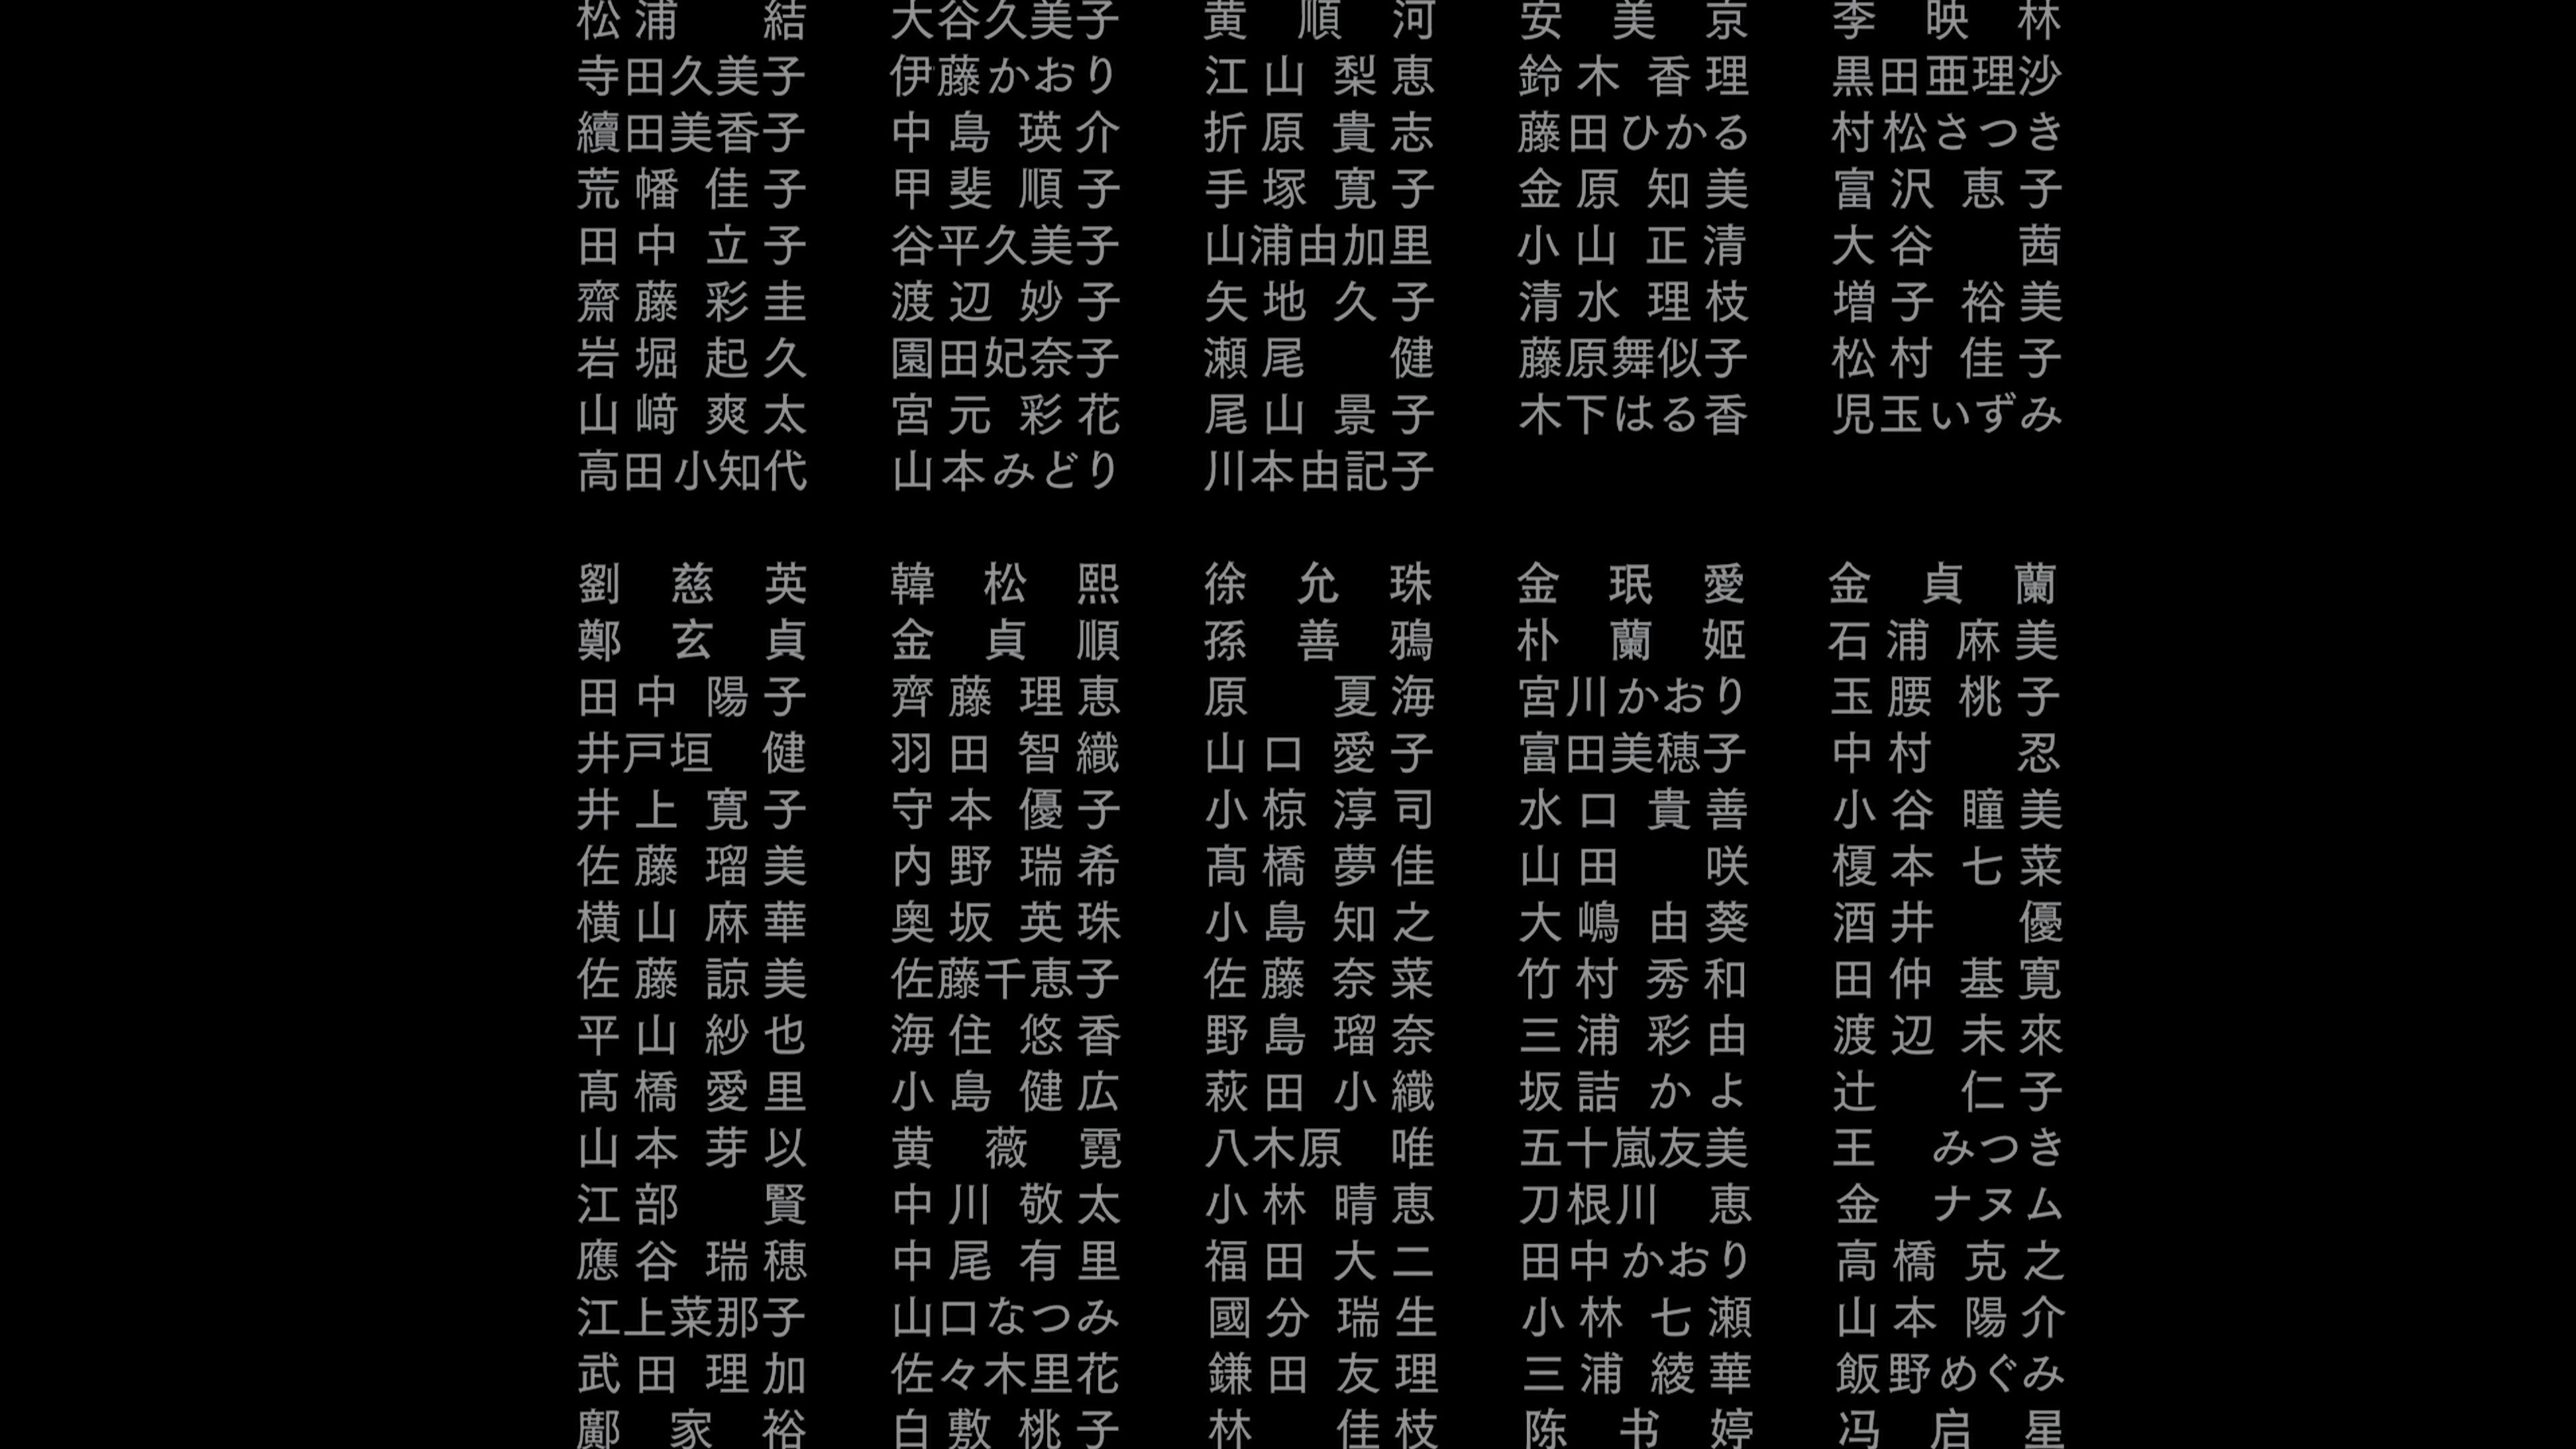 松浦 結 大谷久美子 黄順河 安美京 李映林
寺田久美子 伊藤かおり 江山梨恵 鈴木香理 黒田亜理沙
續田美香子 中島瑛介 折原貴志 藤田ひかる 村松さつき
荒幡佳子 甲斐順子 手塚寛子 金原知美 富沢恵子
田中立子 谷平久美子 山浦由加里 小山正清 大谷 茜
齋藤彩圭 渡辺妙子 矢地久子 清水理枝 増子裕美
岩堀起久 園田妃奈子 瀬尾 健 藤原舞似子 松村佳子
山﨑爽太 宮元彩花 尾山景子 木下はる香 児玉いずみ
高田小知代 山本みどり 川本由記子
劉慈英 韓松熙 徐允珠 金珉愛 金貞蘭
鄭玄貞 金貞順 孫善鴉 朴蘭姫 石浦麻美
田中陽子 齊藤理恵 原 夏海 宮川かおり 玉腰桃子
井戸垣 健 羽田智織 山口愛子 富田美穂子 中村 忍
井上寛子 守本優子 小椋淳司 水口貴善 小谷瞳美
佐藤瑠美 内野瑞希 髙橋夢佳 山田 咲 榎本七菜
横山麻華 奥坂英珠 小島知之 大嶋由葵 酒井 優
佐藤諒美 佐藤千恵子 佐藤奈菜 竹村秀和 田仲基寛
平山紗也 海住悠香 野島瑠奈 三浦彩由 渡辺未來
髙橋愛里 小島健広 萩田小織 坂詰かよ 辻 仁子
山本芽以 黄薇霓 八木原 唯 五十嵐友美 王 みつき
江部 賢 中川敬太 小林晴恵 刀根川 恵 金 ナヌム
應谷瑞穂 中尾有里 福田大二 田中かおり 高橋克之
江上菜那子 山口なつみ 國分瑞生 小林七瀬 山本陽介
武田理加 佐々木里花 鎌田友理 三浦綾華 飯野めぐみ
鄺家裕 白敷桃子 林 佳枝 陈书婷 冯启星